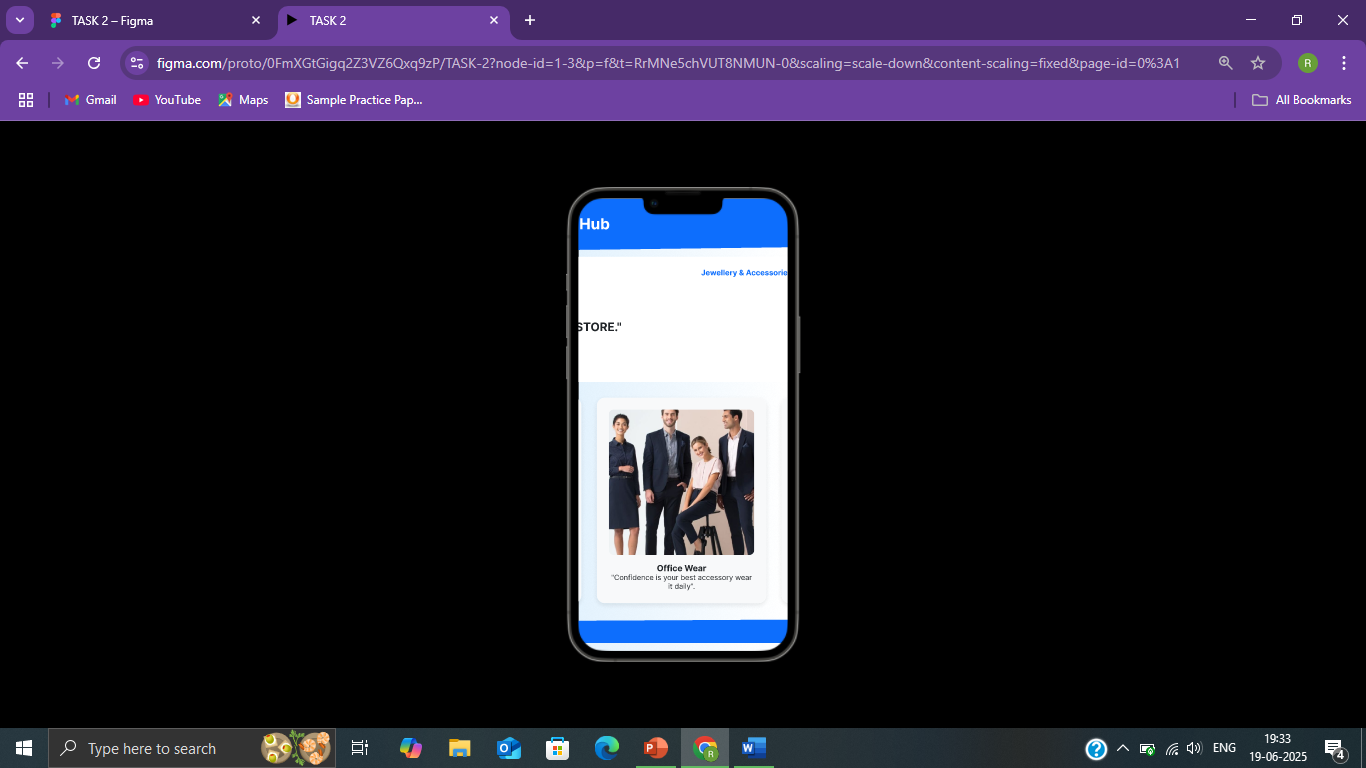 TASK 2 – Figma
TASK 2
figma.com/proto/0FmXGtGigq2Z3VZ6Qxq9zP/TASK-2?node-id=1-3&p=f&t=RrMNe5chVUT8NMUN-0&scaling=scale-down&content-scaling=fixed&page-id=0%3A1
R
Gmail
YouTube
Maps
Sample Practice Pap...
All Bookmarks
Hub
Jewellery & Accessorie
STORE."
Office Wear
"Confidence is your best accessory wear
it daily".
Type here to search
ENG
19:33
19-06-2025
4